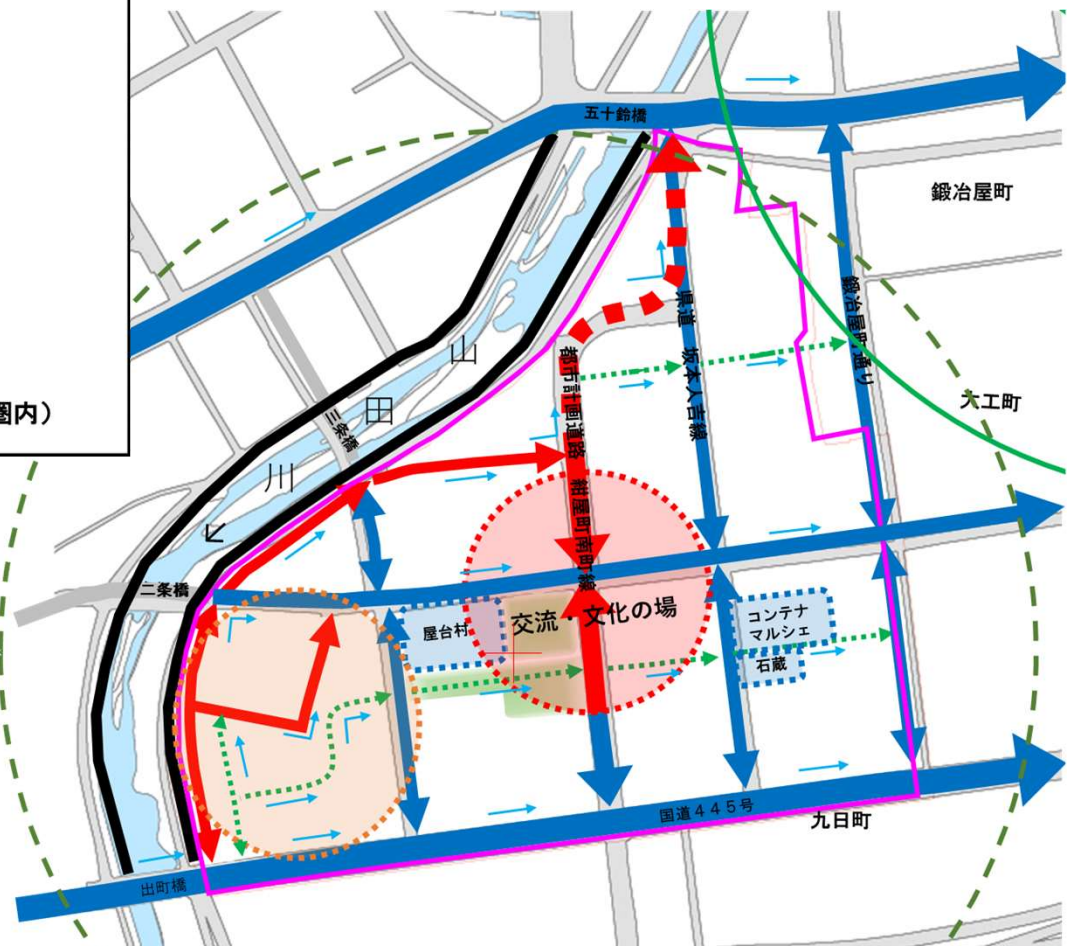 圏内）
五十鈴橋
鍛冶屋町
県道　坂本人吉線
鍛冶屋町通り
都市計画道路　紺屋町南町線
大工町
山
田
川
三条橋
二条橋
屋台村
交流・文化の場
コンテナ
マルシェ
石蔵
国道４４５号
九日町
出町橋